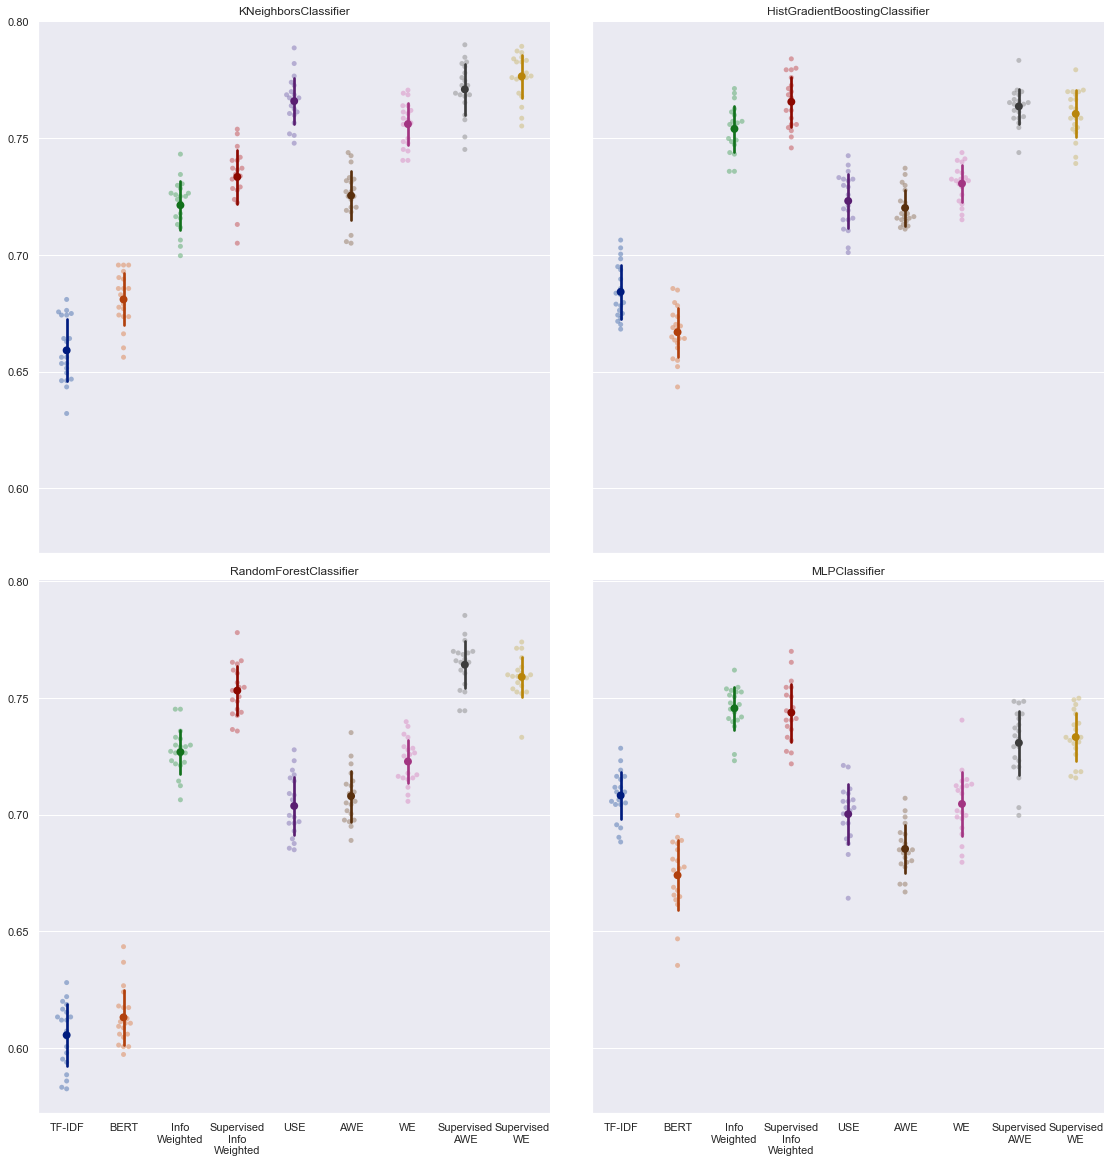 KNeighborsClassifier
HistGradientBoostingClassifier
0.80
0.75
0.70
0.65
0.60
RandomForestClassifier
MLPClassifier
0.80
0.75
0.70
0.65
0.60
TF-IDF BERT Info Supervised USE AWE WE Supervised Supervised
Weighted Info AWE WE
Weighted
TF-IDF BERT Info Supervised USE AWE WE Supervised Supervised
Weighted Info AWE WE
Weighted